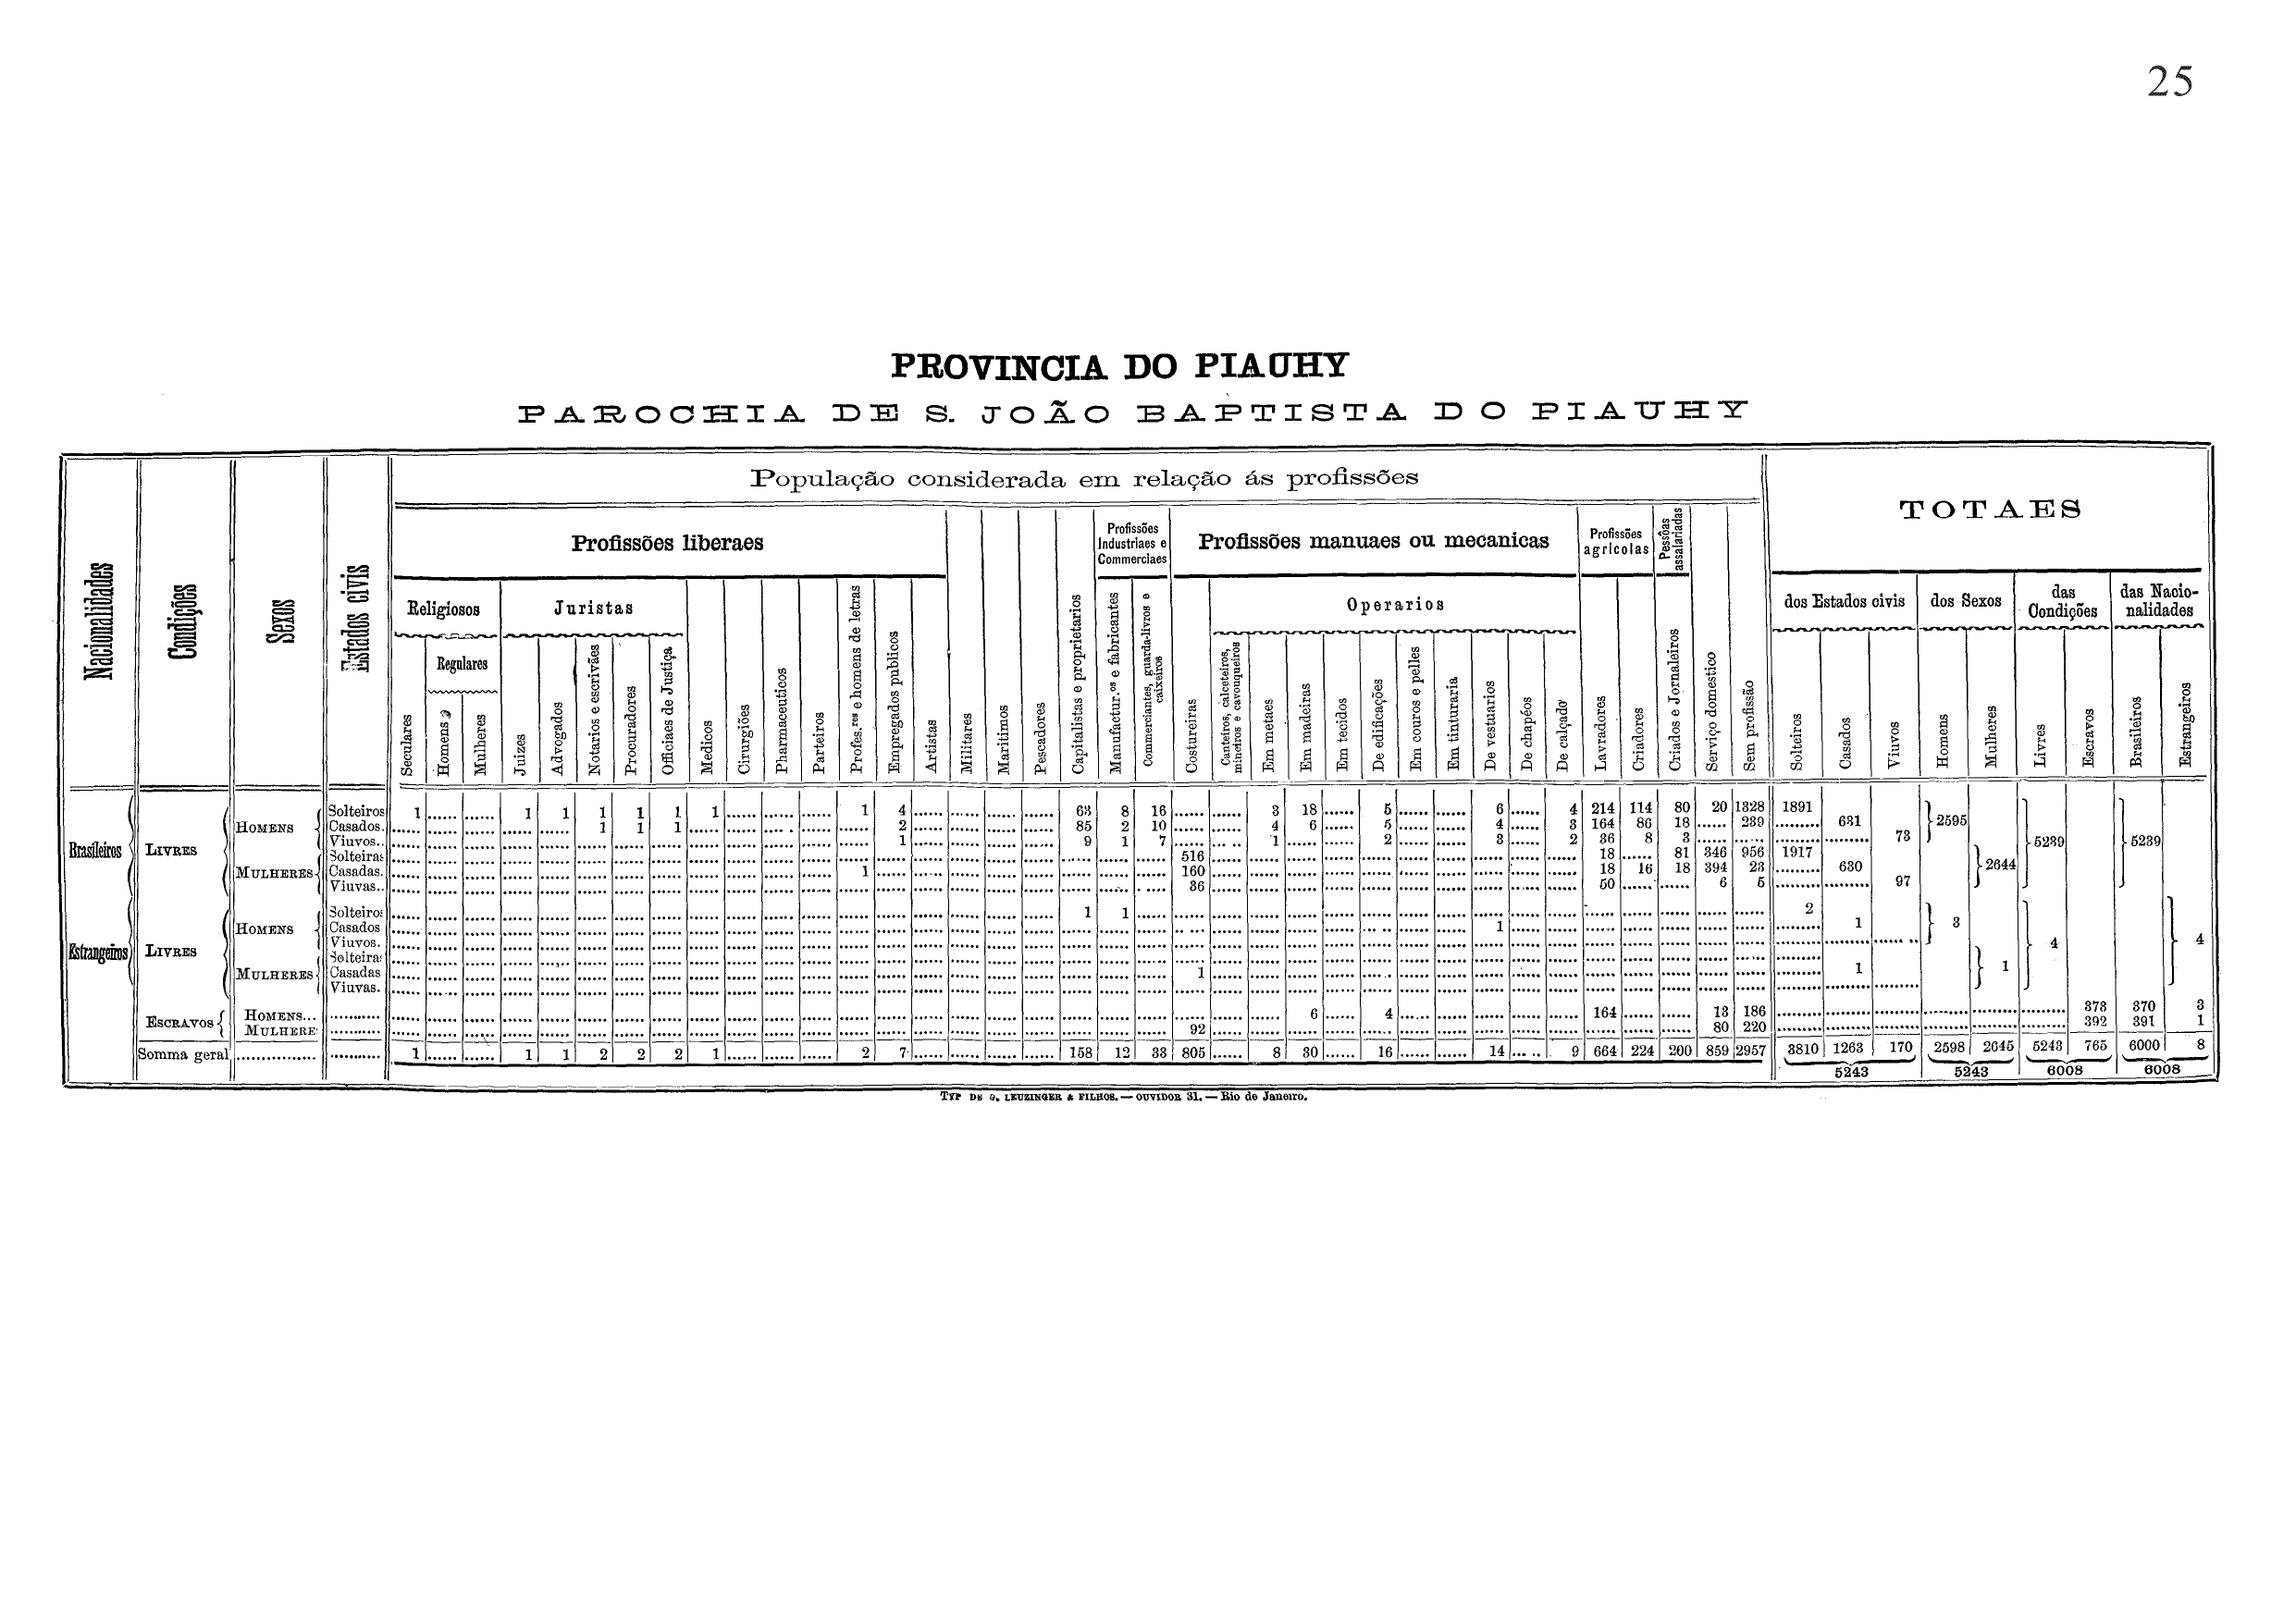 25
PROVINCIA DO PIAUHY
PAROCHIA DE S. JOÃO BAPTISTA DO PIAUHY
Nacionalidades
Condições
Sexos
Estados civis
População considerada em relação ás profissões
TOTAES
Profissões liberaes
Profissões Industriaes e Commerciaes
Profissões manuaes ou mecanicas
Profissões agricolas
Pessôas assalariadas
Religiosos
Juristas
Operarios
dos Estados civis
dos Sexos
das Condições
das Nacio-nalidades
Regulares
Seculares
Homens
Mulheres
Juizes
Advogados
Notarios e escrivães
Procuradores
Officiaes de Justiça
Medicos
Cirurgiões
Pharmaceuticos
Parteiros
Profes.res e homens de letras
Empregados publicos
Artistas
Militares
Maritimos
Pescadores
Capitalistas e proprietarios
Manufactur.os e fabricantes
Commerciantes, guarda-livros e caixeiros
Costureiras
Canteiros, calceteiros, mineiros e cavouqueiros
Em metaes
Em madeiras
Em tecidos
De edificações
Em couros e pelles
Em tinturaria
De vestuarios
De chapéos
De calçado
Lavradores
Criadores
Criados e Jornaleiros
Serviço domestico
Sem profissão
Solteiros
Casados
Viuvos
Homens
Mulheres
Livres
Escravos
Brasileiros
Estrangeiros
Brasileiros LIVRES HOMENS Solteiros 1 1 1 1 1 1 1 1 4 63 8 16 3 18 5 6 4 214 114 80 20 1328 1891
Casados. 1 1 1 2 85 2 10 4 6 5 4 3 164 86 18 239 631 2595
Viuvos.. 1 9 1 7 1 2 3 2 36 8 3 73 5239 5239
MULHERES Solteiras 516 18 81 346 956 1917
Casadas. 1 160 18 16 18 394 23 630 2644
Viuvas.. 36 50 6 5 97
Estrangeiros LIVRES HOMENS Solteiros 1 1 2
Casados 1 1 3
Viuvos. 4 4
MULHERES Solteiras
Casadas 1 1 1
Viuvas.
ESCRAVOS HOMENS... 6 4 164 13 186 373 370 3
MULHERE 92 80 220 392 391 1
Somma geral 1 1 1 2 2 2 1 2 7 158 12 33 805 8 30 16 14 9 664 224 200 859 2957 3810 1263 170 2598 2645 5243 765 6000 8
5243 5243 6008 6008
TYP DE G. LEUZINGER & FILHOS. — OUVIDOR 31. — Rio de Janeiro.